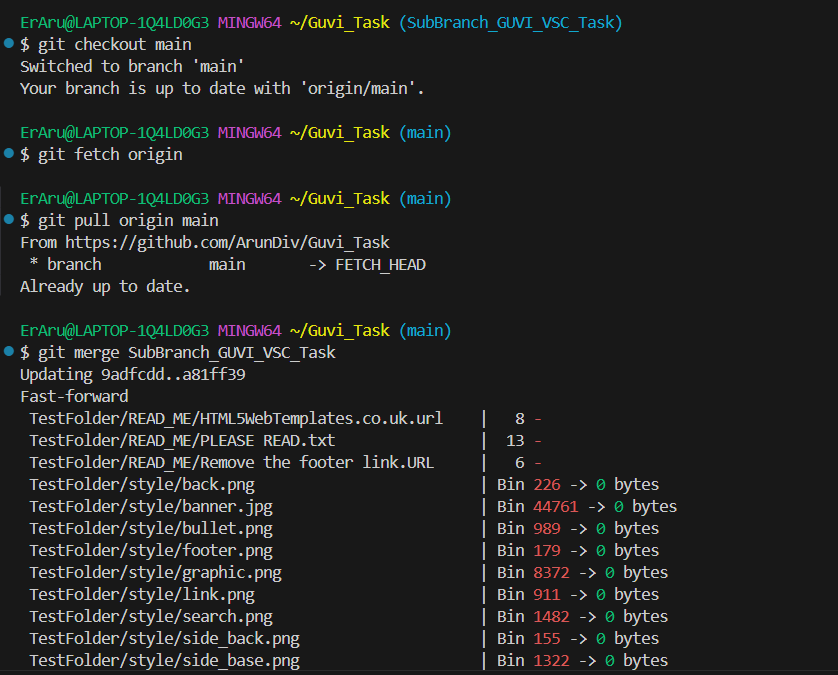 ErAru@LAPTOP-1Q4LD0G3 MINGW64 ~/Guvi_Task (SubBranch_GUVI_VSC_Task)
$ git checkout main
Switched to branch 'main'
Your branch is up to date with 'origin/main'.
ErAru@LAPTOP-1Q4LD0G3 MINGW64 ~/Guvi_Task (main)
$ git fetch origin
ErAru@LAPTOP-1Q4LD0G3 MINGW64 ~/Guvi_Task (main)
$ git pull origin main
From https://github.com/ArunDiv/Guvi_Task
 * branch            main       -> FETCH_HEAD
Already up to date.
ErAru@LAPTOP-1Q4LD0G3 MINGW64 ~/Guvi_Task (main)
$ git merge SubBranch_GUVI_VSC_Task
Updating 9adfcdd..a81ff39
Fast-forward
 TestFolder/READ_ME/HTML5WebTemplates.co.uk.url    |   8 -
 TestFolder/READ_ME/PLEASE READ.txt                |  13 -
 TestFolder/READ_ME/Remove the footer link.URL     |   6 -
 TestFolder/style/back.png                         | Bin 226 -> 0 bytes
 TestFolder/style/banner.jpg                       | Bin 44761 -> 0 bytes
 TestFolder/style/bullet.png                       | Bin 989 -> 0 bytes
 TestFolder/style/footer.png                       | Bin 179 -> 0 bytes
 TestFolder/style/graphic.png                      | Bin 8372 -> 0 bytes
 TestFolder/style/link.png                         | Bin 911 -> 0 bytes
 TestFolder/style/search.png                       | Bin 1482 -> 0 bytes
 TestFolder/style/side_back.png                    | Bin 155 -> 0 bytes
 TestFolder/style/side_base.png                    | Bin 1322 -> 0 bytes